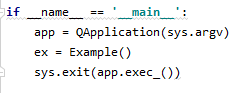 if __name__ == '__main__':
    app = QApplication(sys.argv)
    ex = Example()
    sys.exit(app.exec_())